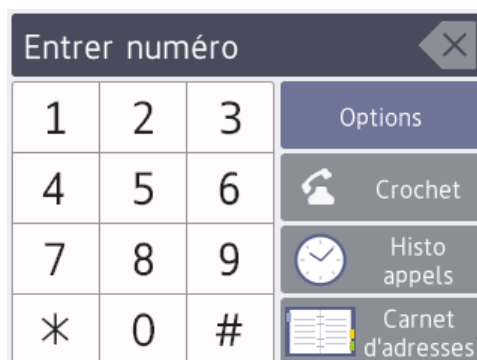 Entrer numéro
1 2 3
Options
4 5 6
Crochet
7 8 9
Histo
appels
* 0 #
Carnet
d'adresses